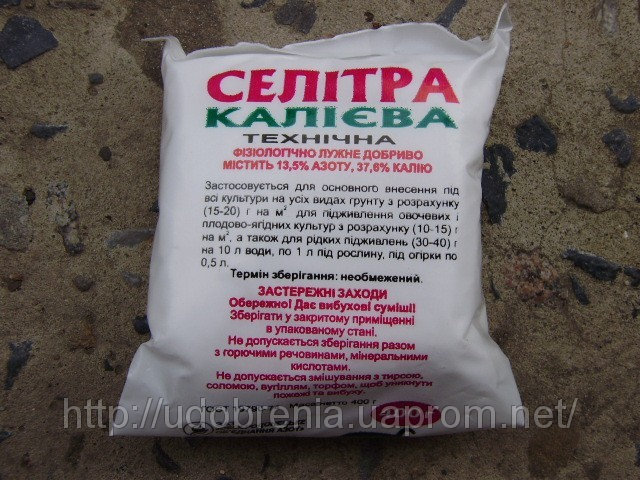 СЕЛІТРА
КАЛІЄВА
ТЕХНІЧНА
ФІЗІОЛОГІЧНО ЛУЖНЕ ДОБРИВО
МІСТИТЬ 13,5% АЗОТУ, 37,6% КАЛІЮ
Застосовується для основного внесення під
всі культури на усіх видах ґрунту з розрахунку
(15-20) г на м² для підживлення овочевих і
плодово-ягідних культур з розрахунку (10-15) г
на м², а також для рідких підживлень (30-40) г
на 10 л води, по 1 л під рослину, під огірки по
0,5 л.
Термін зберігання: необмежений.
ЗАСТЕРЕЖНІ ЗАХОДИ
Обережно! Дає вибухові суміші!
Зберігати у закритому приміщенні
в упакованому стані.
Не допускається зберігання разом
з горючими речовинами, мінеральними
кислотами.
Не допускається змішування з тирсою,
соломою, вугіллям, торфом, щоб уникнути
пожежі та вибуху.
Маса нетто 400 г
http://udobrenia.uaprom.net/